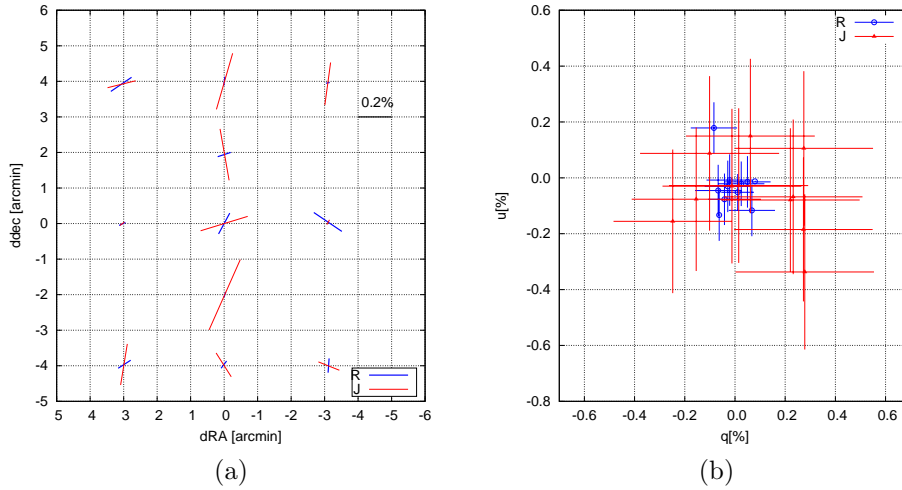 6
5
4
3
2
1
0
-1
-2
-3
-4
-5
5 4 3 2 1 0 -1 -2 -3 -4 -5 -6
ddec [arcmin]
dRA [arcmin]
0.2%
R
J
(a)
0.6
0.4
0.2
0.0
-0.2
-0.4
-0.6
-0.8
-0.6 -0.4 -0.2 0.0 0.2 0.4 0.6
u[%]
q[%]
R
J
(b)